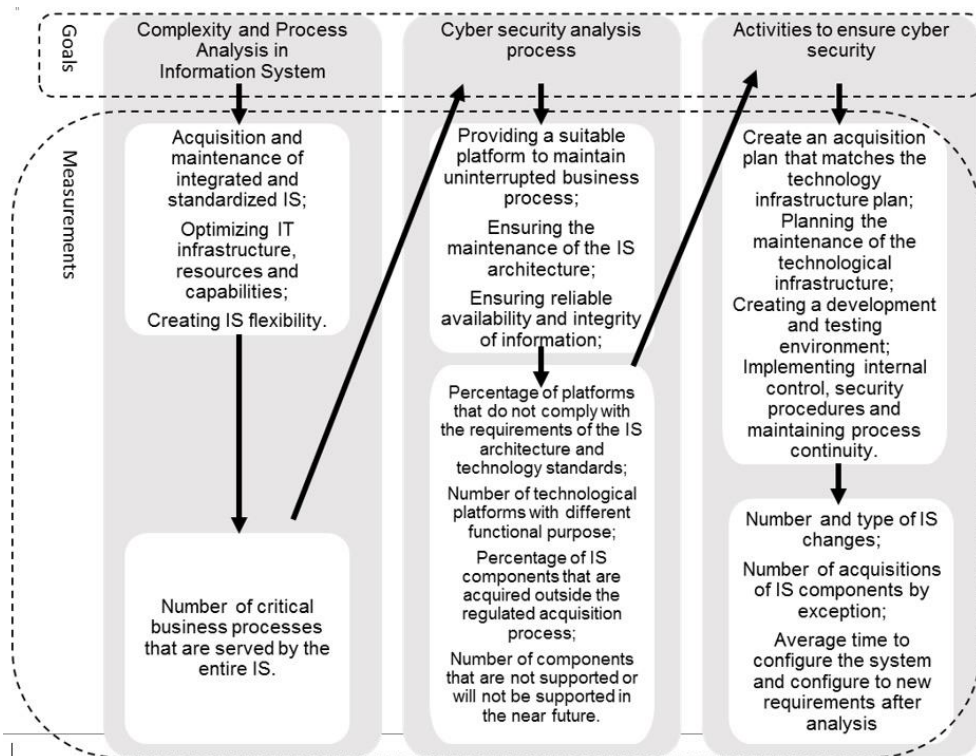 "
Goals
Complexity and Process
Analysis in
Information System
Cyber security analysis
process
Activities to ensure cyber
security
Measurements
Acquisition and
maintenance of
integrated and
standardized IS;
Optimizing IT
infrastructure,
resources and
capabilities;
Creating IS flexibility.
Number of critical
business processes
that are served by the
entire IS.
Providing a suitable
platform to maintain
uninterrupted business
process;
Ensuring the
maintenance of the IS
architecture;
Ensuring reliable
availability and integrity
of information;
Percentage of platforms
that do not comply with
the requirements of the IS
architecture and
technology standards;
Number of technological
platforms with different
functional purpose;
Percentage of IS
components that are
acquired outside the
regulated acquisition
process;
Number of components
that are not supported or
will not be supported in
the near future.
Create an acquisition
plan that matches the
technology
infrastructure plan;
Planning the
maintenance of the
technological
infrastructure;
Creating a development
and testing
environment;
Implementing internal
control, security
procedures and
maintaining process
continuity.
Number and type of IS
changes;
Number of acquisitions
of IS components by
exception;
Average time to
configure the system
and configure to new
requirements after
analysis